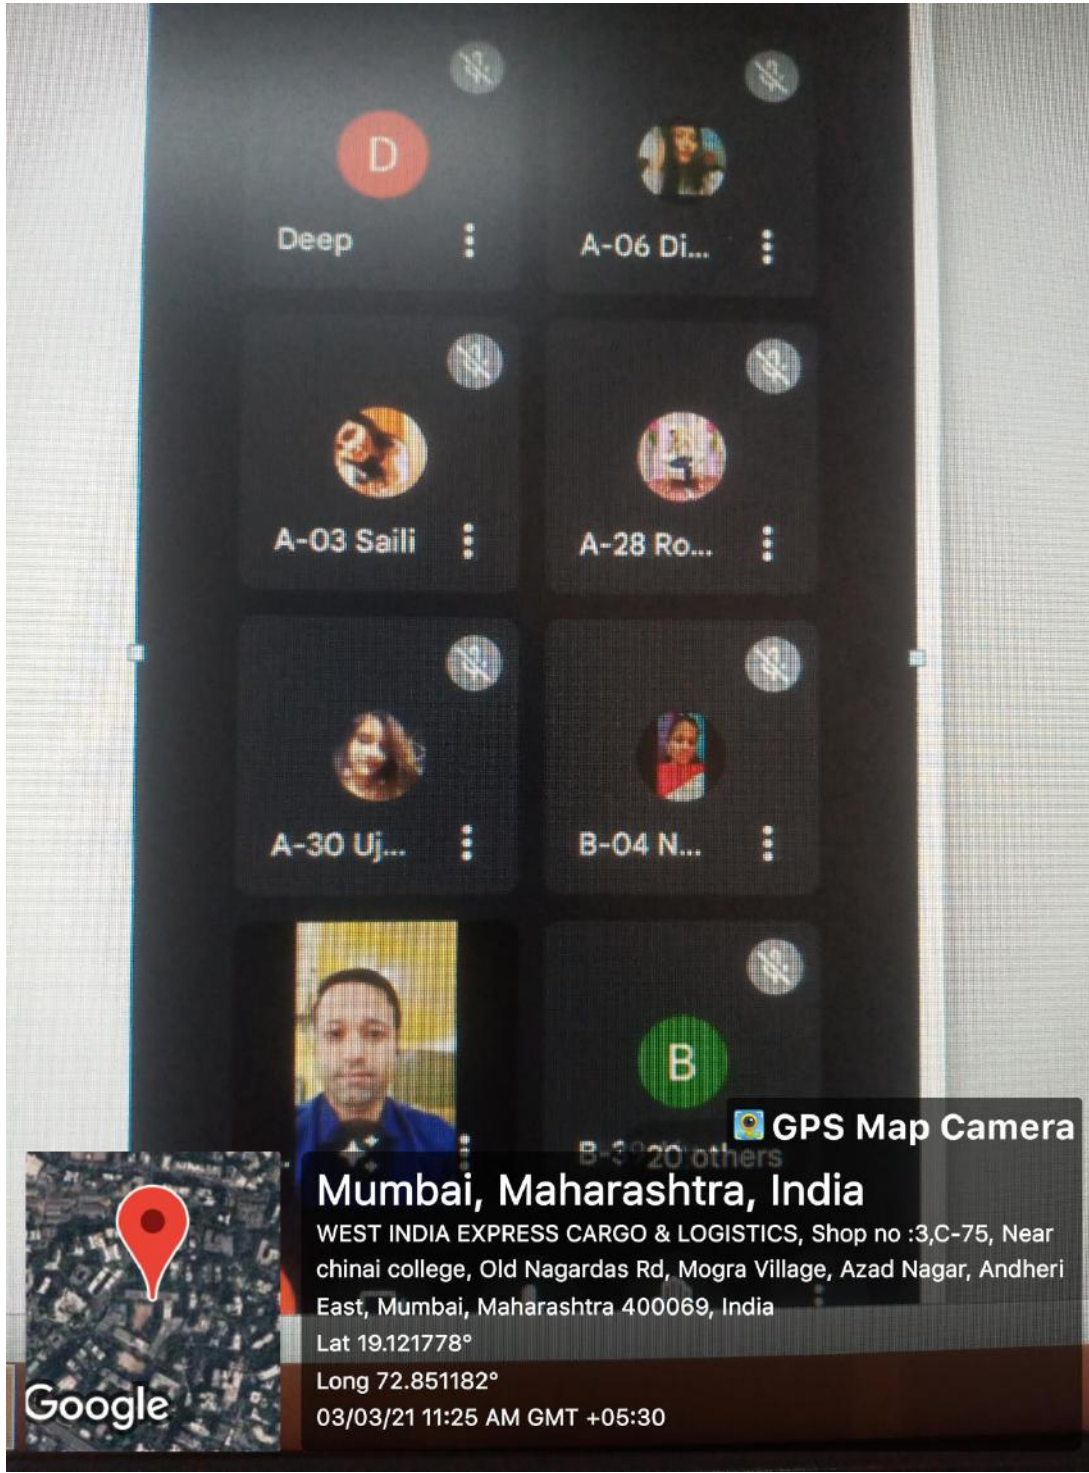 D
Deep
A-06 Di...
A-03 Saili
A-28 Ro...
A-30 Uj...
B-04 N...
B
20 others
GPS Map Camera
Mumbai, Maharashtra, India
WEST INDIA EXPRESS CARGO & LOGISTICS, Shop no :3,C-75, Near
chinai college, Old Nagardas Rd, Mogra Village, Azad Nagar, Andheri
East, Mumbai, Maharashtra 400069, India
Lat 19.121778°
Long 72.851182°
03/03/21 11:25 AM GMT +05:30
Google